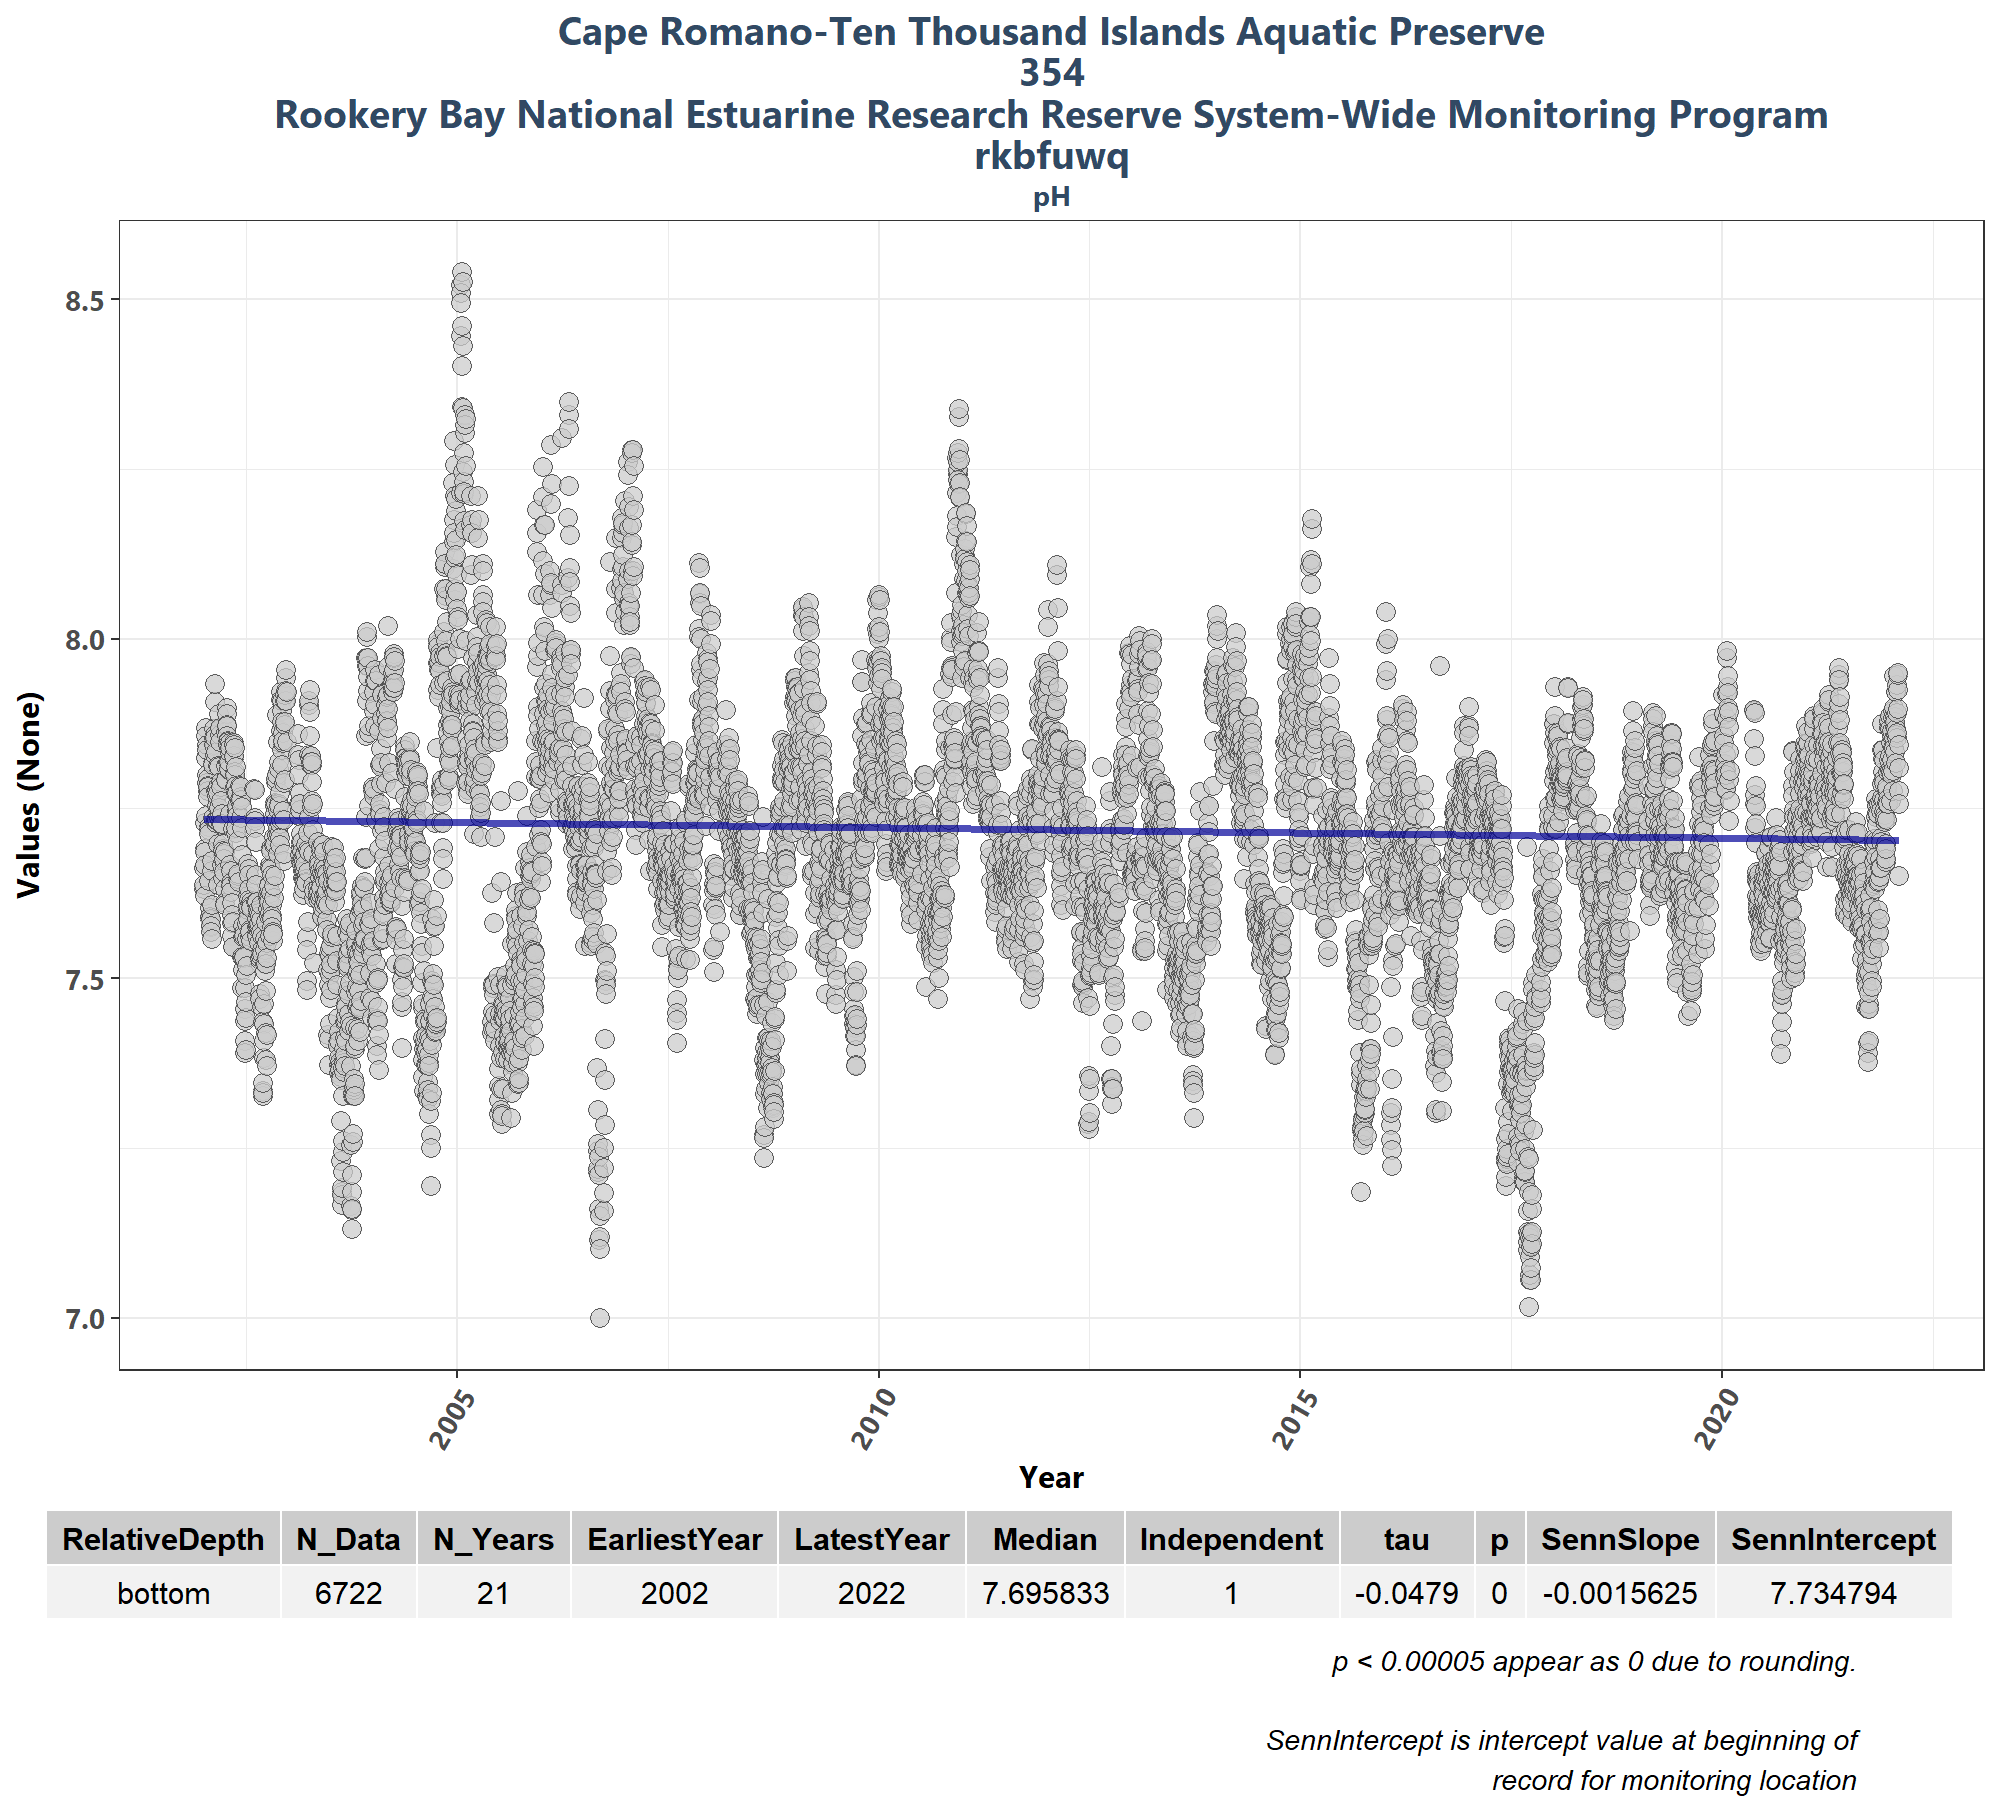 Cape Romano-Ten Thousand Islands Aquatic Preserve
354
Rookery Bay National Estuarine Research Reserve System-Wide Monitoring Program
rkbfuwq
pH
8.5
8.0
7.5
7.0
Values (None)
2005 2010 2015 2020
Year
RelativeDepth N_Data N_Years EarliestYear LatestYear Median Independent tau p SennSlope SennIntercept
bottom 6722 21 2002 2022 7.695833 1 -0.0479 0 -0.0015625 7.734794
p < 0.00005 appear as 0 due to rounding.
SennIntercept is intercept value at beginning of
record for monitoring location